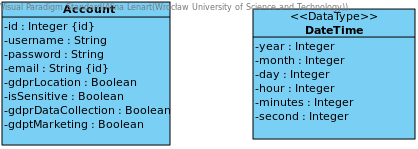 Visual Paradigm Standard(Anna Lenart(Wroclaw University of Science and Technology))
Account
-id : Integer {id}
-username : String
-password : String
-email : String {id}
-gdprLocation : Boolean
-isSensitive : Boolean
-gdprDataCollection : Boolean
-gdptMarketing : Boolean
<<DataType>>
DateTime
-year : Integer
-month : Integer
-day : Integer
-hour : Integer
-minutes : Integer
-second : Integer